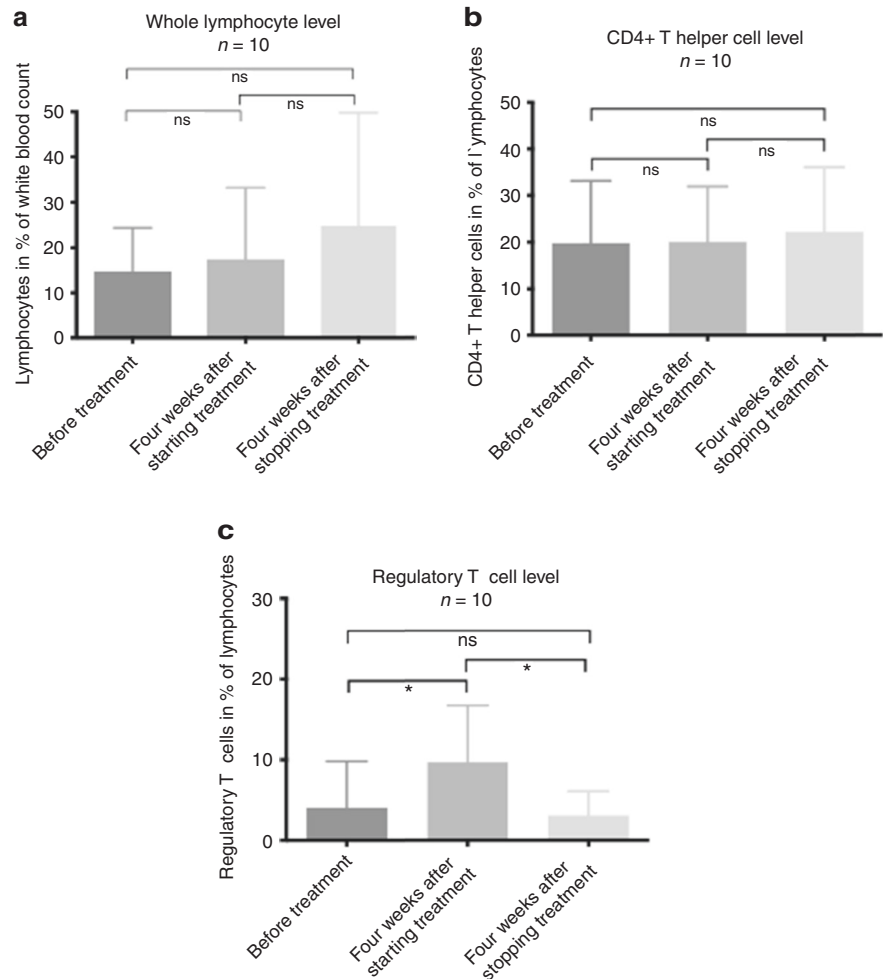 a
Whole lymphocyte level
n = 10
Lymphocytes in % of white blood count
50
40
30
20
10
0
ns
ns
ns
Before treatment
Four weeks after
starting treatment
Four weeks after
stopping treatment
b
CD4+ T helper cell level
n = 10
CD4+ T helper cells in % of l`ymphocytes
50
40
30
20
10
0
ns
ns
ns
Before treatment
Four weeks after
starting treatment
Four weeks after
stopping treatment
c
Regulatory T cell level
n = 10
Regulatory T cells in % of lymphocytes
30
20
10
0
ns
*
*
Before treatment
Four weeks after
starting treatment
Four weeks after
stopping treatment